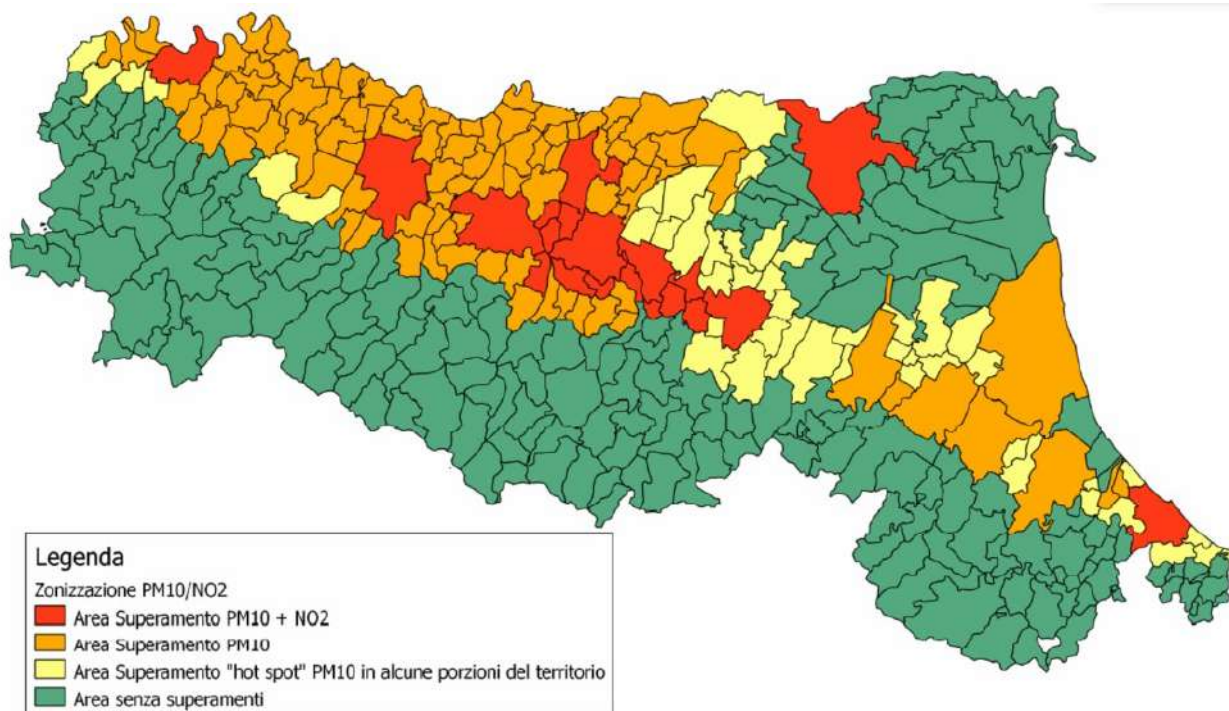 Legenda
Zonizzazione PM10/NO2
Area Superamento PM10 + NO2
Area Superamento PM10
Area Superamento "hot spot" PM10 in alcune porzioni del territorio
Area senza superamenti